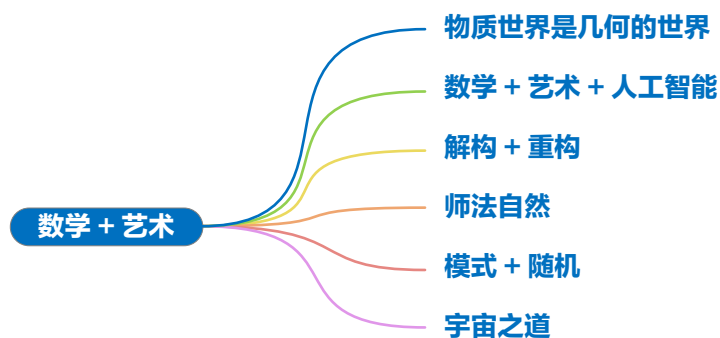 物质世界是几何的世界
数学 + 艺术 + 人工智能
解构 + 重构
师法自然
数学 + 艺术
模式 + 随机
宇宙之道